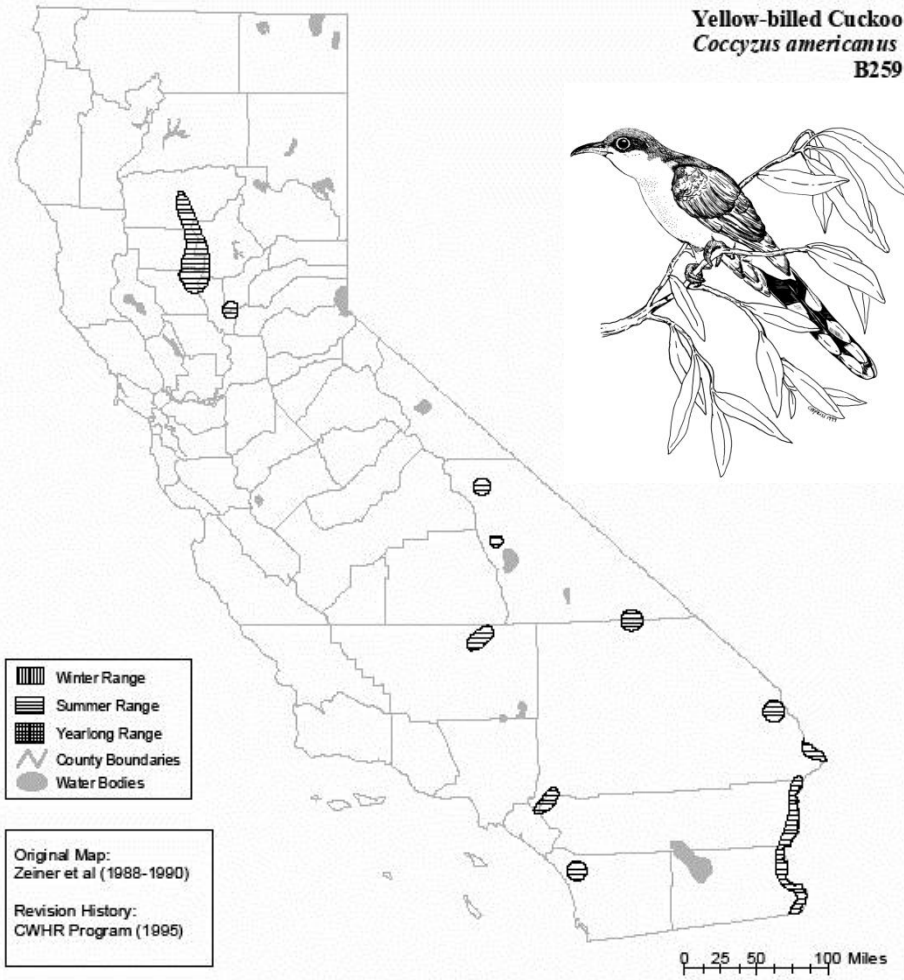 Yellow-billed Cuckoo
Coccyzus americanus
B259
Winter Range
Summer Range
Yearlong Range
County Boundaries
Water Bodies
Original Map:
Zeiner et al (1988-1990)
Revision History:
CWHR Program (1995)
0 25 50 100 Miles